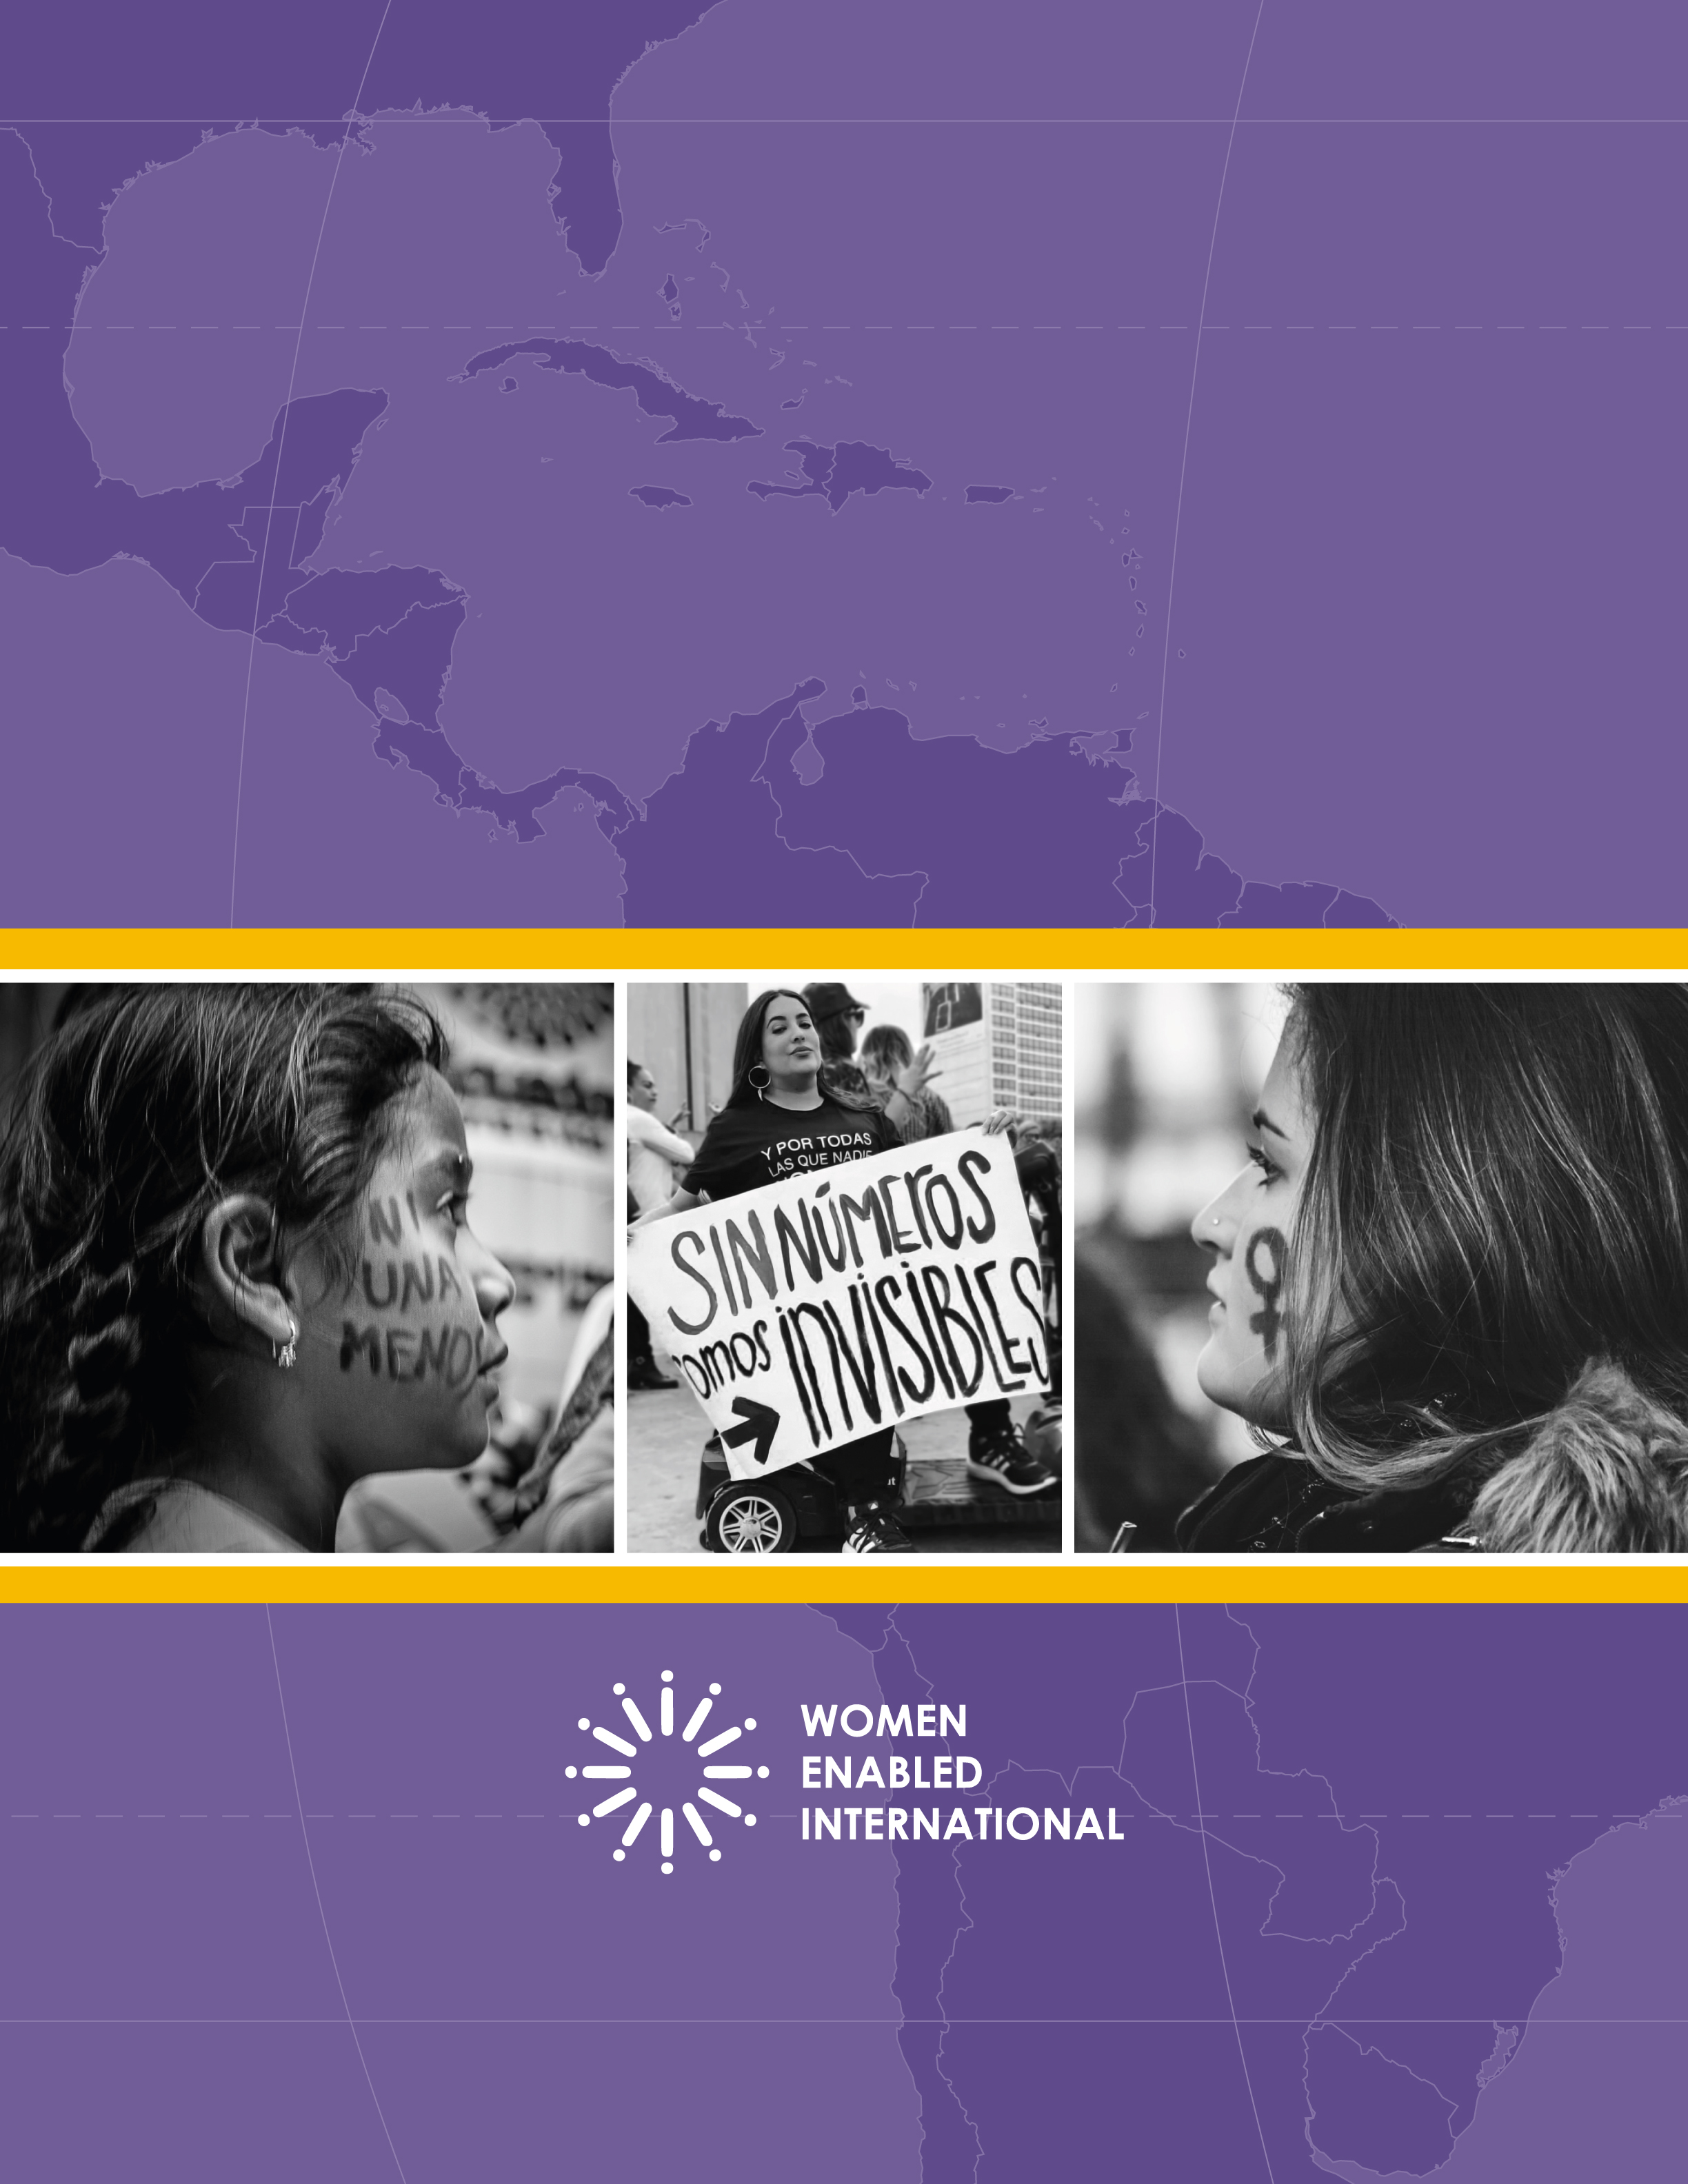 NI
UNA
MENOS
Y POR TODAS
LAS QUE NADIE
SIN NÚMEROS
somos iNViSiBLES
WOMEN
ENABLED
INTERNATIONAL